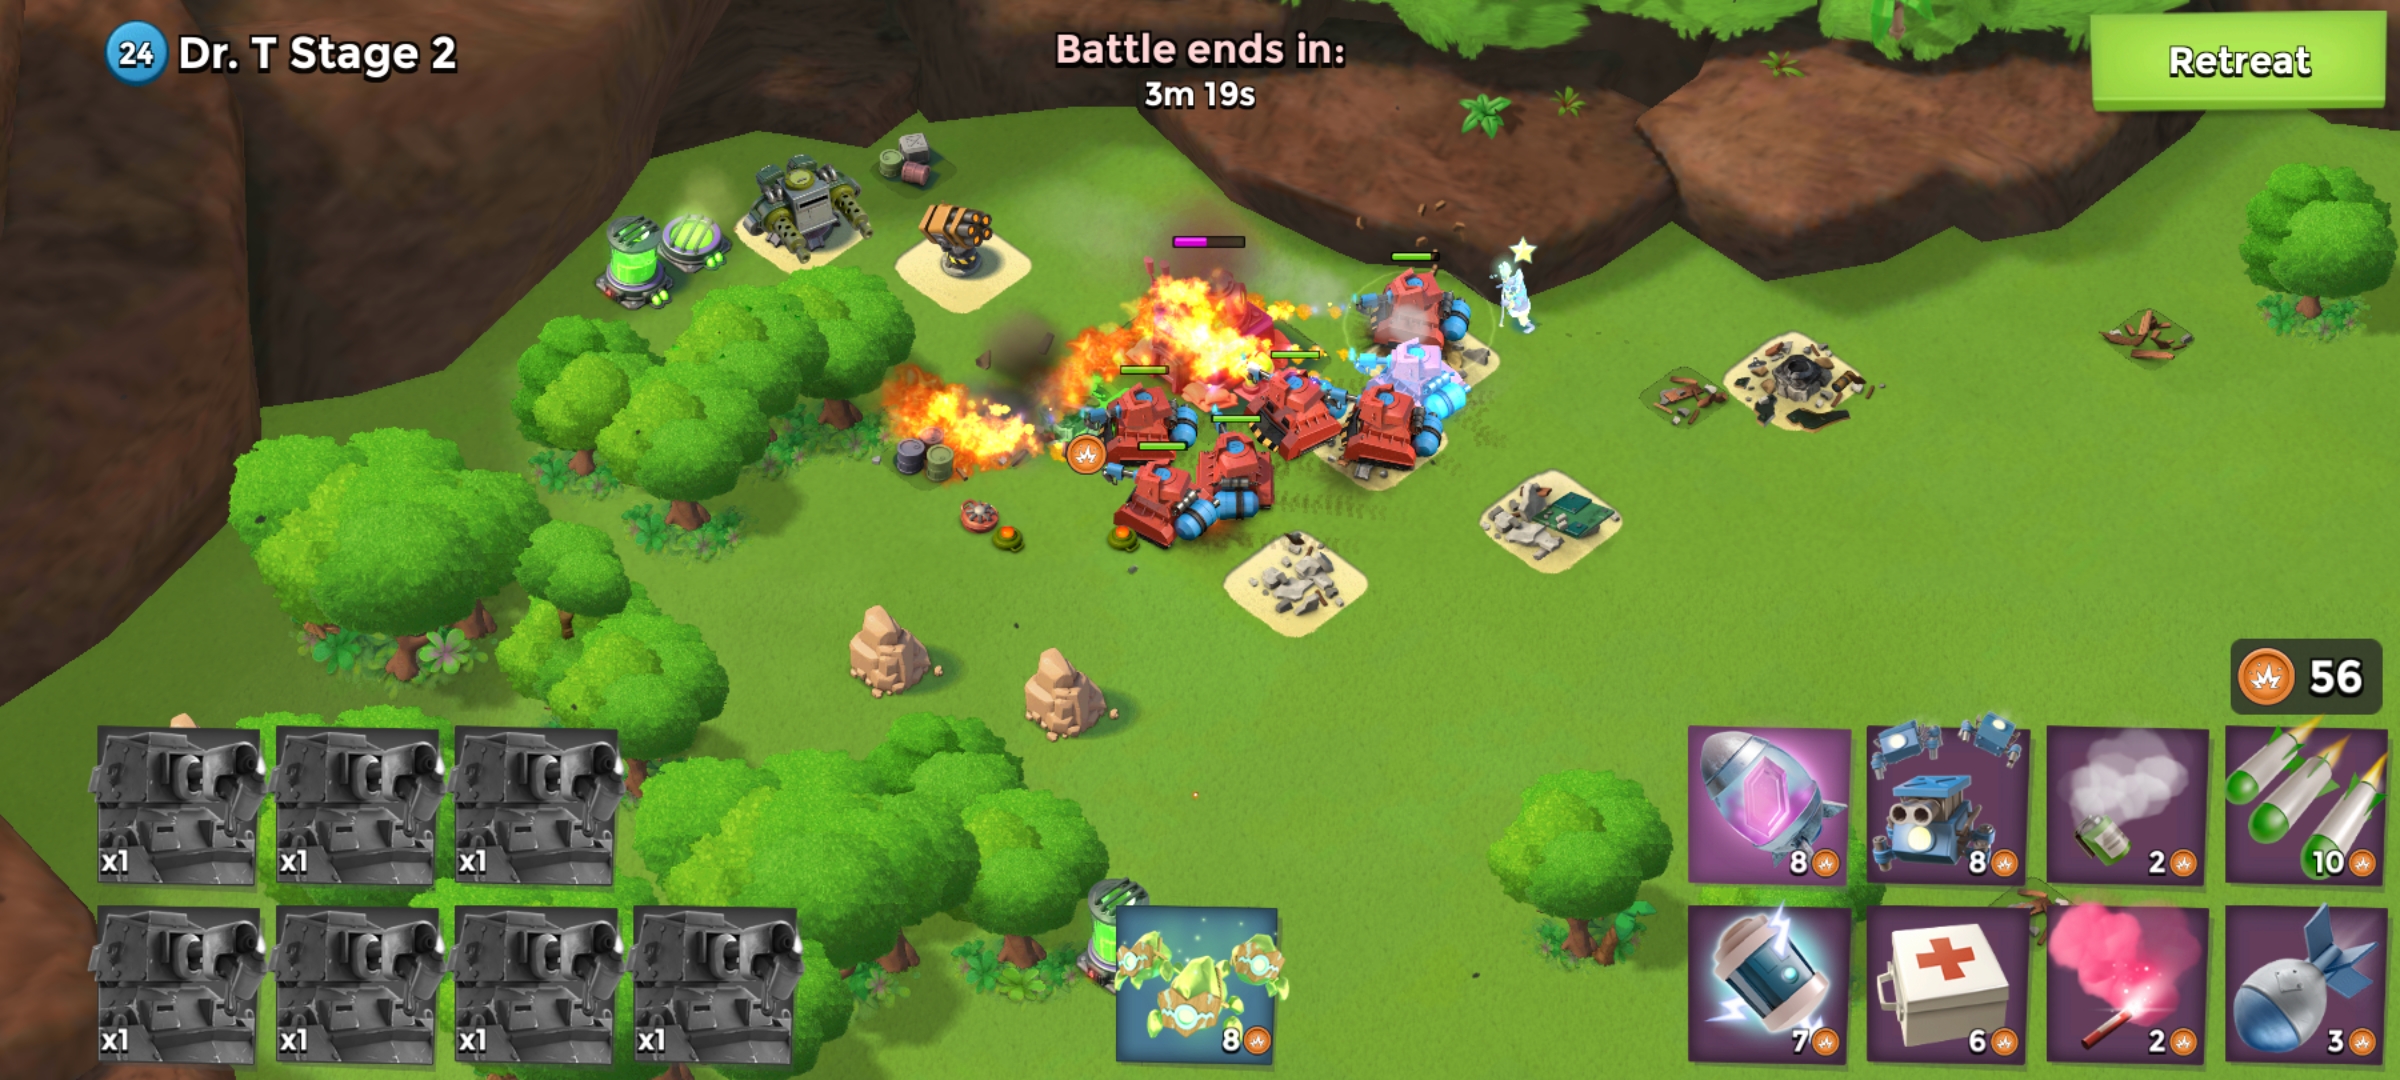 24 Dr. T Stage 2
Battle ends in:
3m 19s
Retreat
56
x1 x1 x1
8 8 2 10
x1 x1 x1 x1
8
7 6 2 3